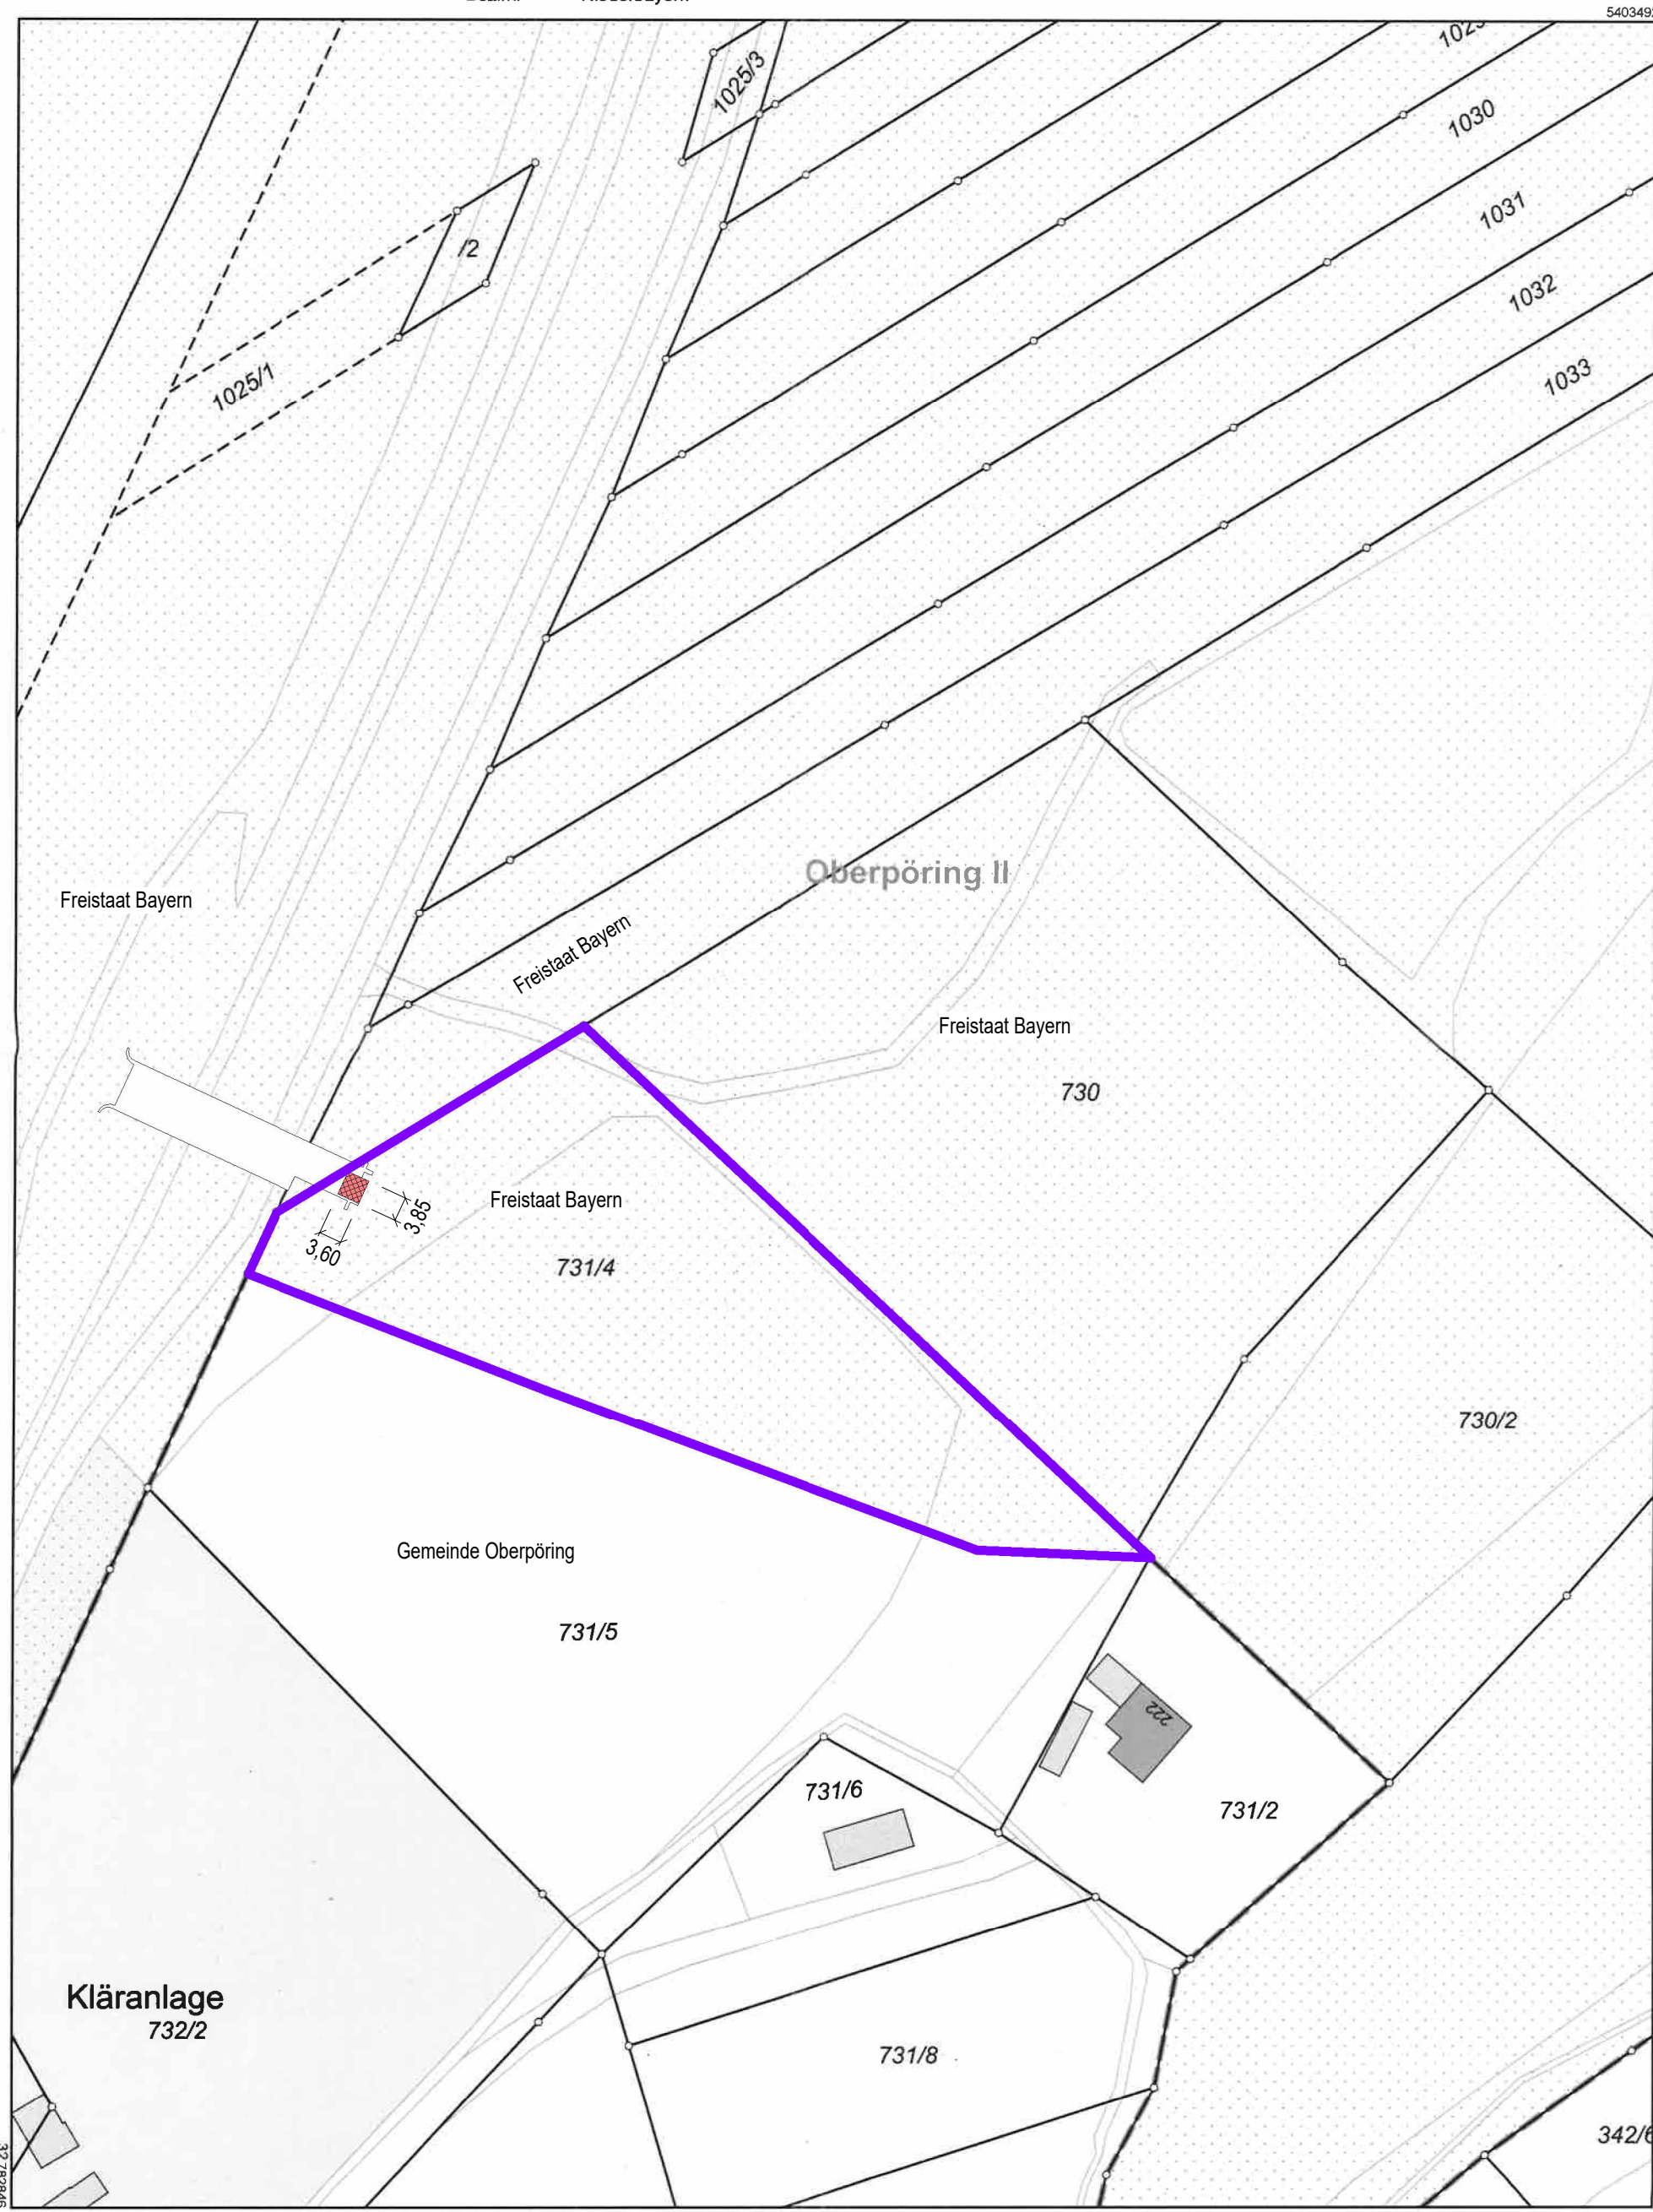 5403492
1025/3
1030
1031
/2
1032
1025/1
1033
Oberpöring II
Freistaat Bayern
Freistaat Bayern
Freistaat Bayern
730
Freistaat Bayern
3,85
3,60
731/4
730/2
Gemeinde Oberpöring
731/5
222
731/6
731/2
Kläranlage
732/2
731/8
342/6